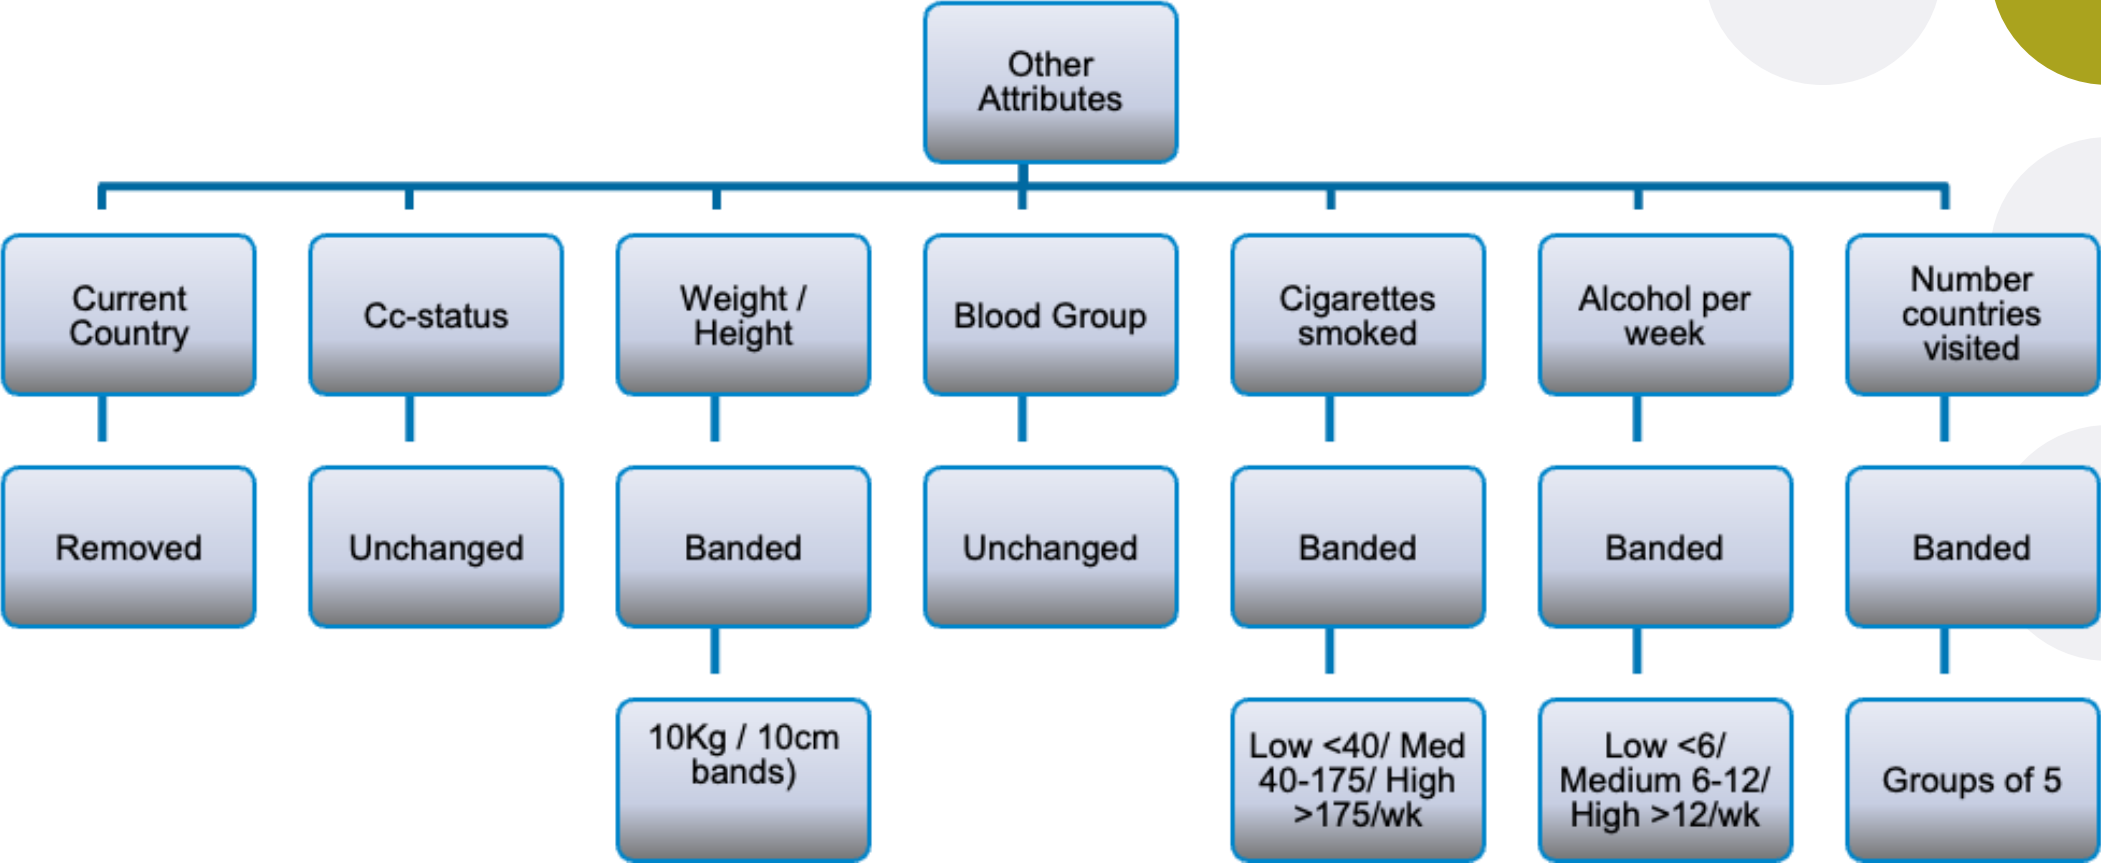 Other
Attributes
Current
Country
Cc-status
Weight /
Height
Blood Group
Cigarettes
smoked
Alcohol per
week
Number
countries
visited
Removed
Unchanged
Banded
Unchanged
Banded
Banded
Banded
10Kg / 10cm
bands)
Low <40/ Med
40-175/ High
>175/wk
Low <6/
Medium 6-12/
High >12/wk
Groups of 5